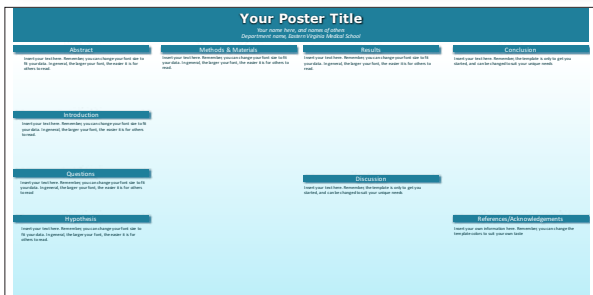 Your Poster Title
Your name here, and names of others
Department name, Eastern Virginia Medical School
Abstract
Insert your text here. Remember, you can change your font size to
fit your data. In general, the larger your font, the easier it is for
others to read.
Introduction
Insert your text here. Remember, you can change your font size to fit
your data. In general, the larger your font, the easier it is for others
to read.
Questions
Insert your text here. Remember, you can change your font size to fit
your data. In general, the larger your font, the easier it is for others
to read.
Hypothesis
Insert your text here. Remember, you can change your font size to
fit your data. In general, the larger your font, the easier it is for
others to read.
Methods & Materials
Insert your text here. Remember, you can change your font size to fit
your data. In general, the larger your font, the easier it is for others to
read.
Results
Insert your text here. Remember, you can change your font size to fit
your data. In general, the larger your font, the easier it is for others to
read.
Discussion
Insert your text here. Remember, the template is only to get you
started, and can be changed to suit your unique needs
Conclusion
Insert your text here. Remember, the template is only to get you
started, and can be changed to suit your unique needs
References/Acknowledgements
Insert your own information here. Remember, you can change the
template colors to suit your own taste